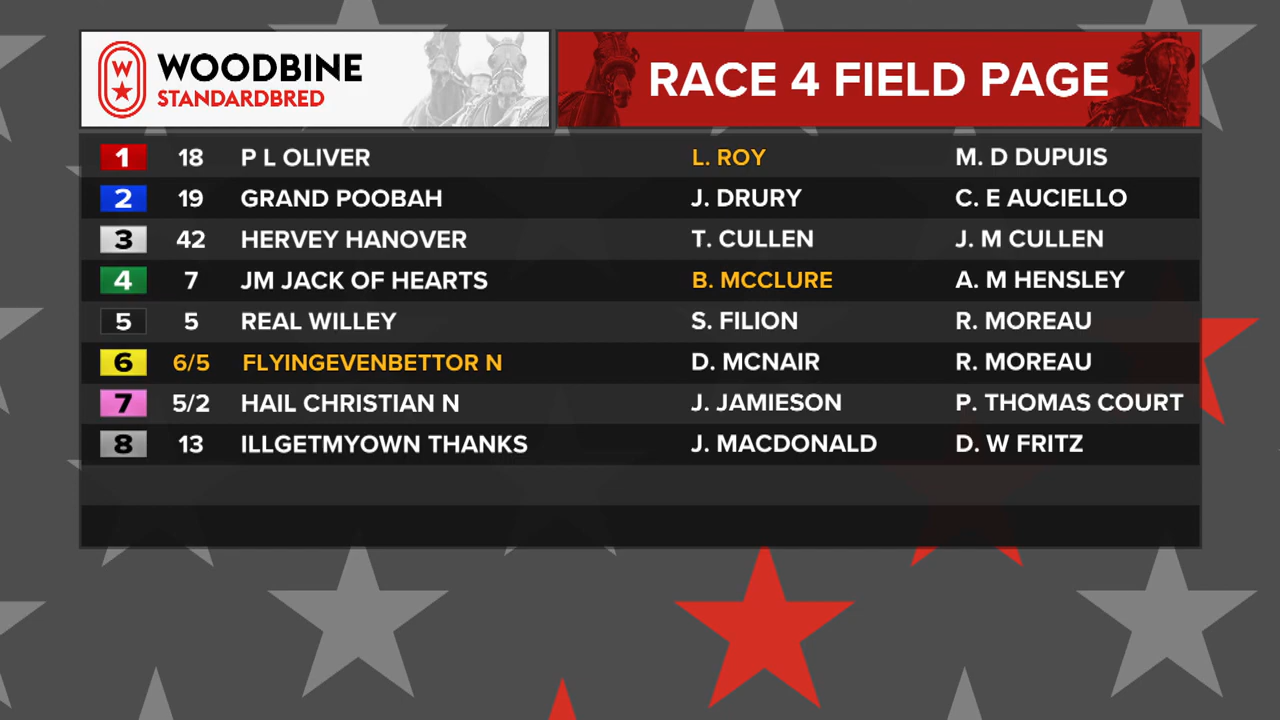 W
WOODBINE
STANDARDBRED
RACE 4 FIELD PAGE
1 18 P L OLIVER L. ROY M. D DUPUIS
2 19 GRAND POOBAH J. DRURY C. E AUCIELLO
3 42 HERVEY HANOVER T. CULLEN J. M CULLEN
4 7 JM JACK OF HEARTS B. MCCLURE A. M HENSLEY
5 5 REAL WILLEY S. FILION R. MOREAU
6 6/5 FLYINGEVENBETTOR N D. MCNAIR R. MOREAU
7 5/2 HAIL CHRISTIAN N J. JAMIESON P. THOMAS COURT
8 13 ILLGETMYOWN THANKS J. MACDONALD D. W FRITZ